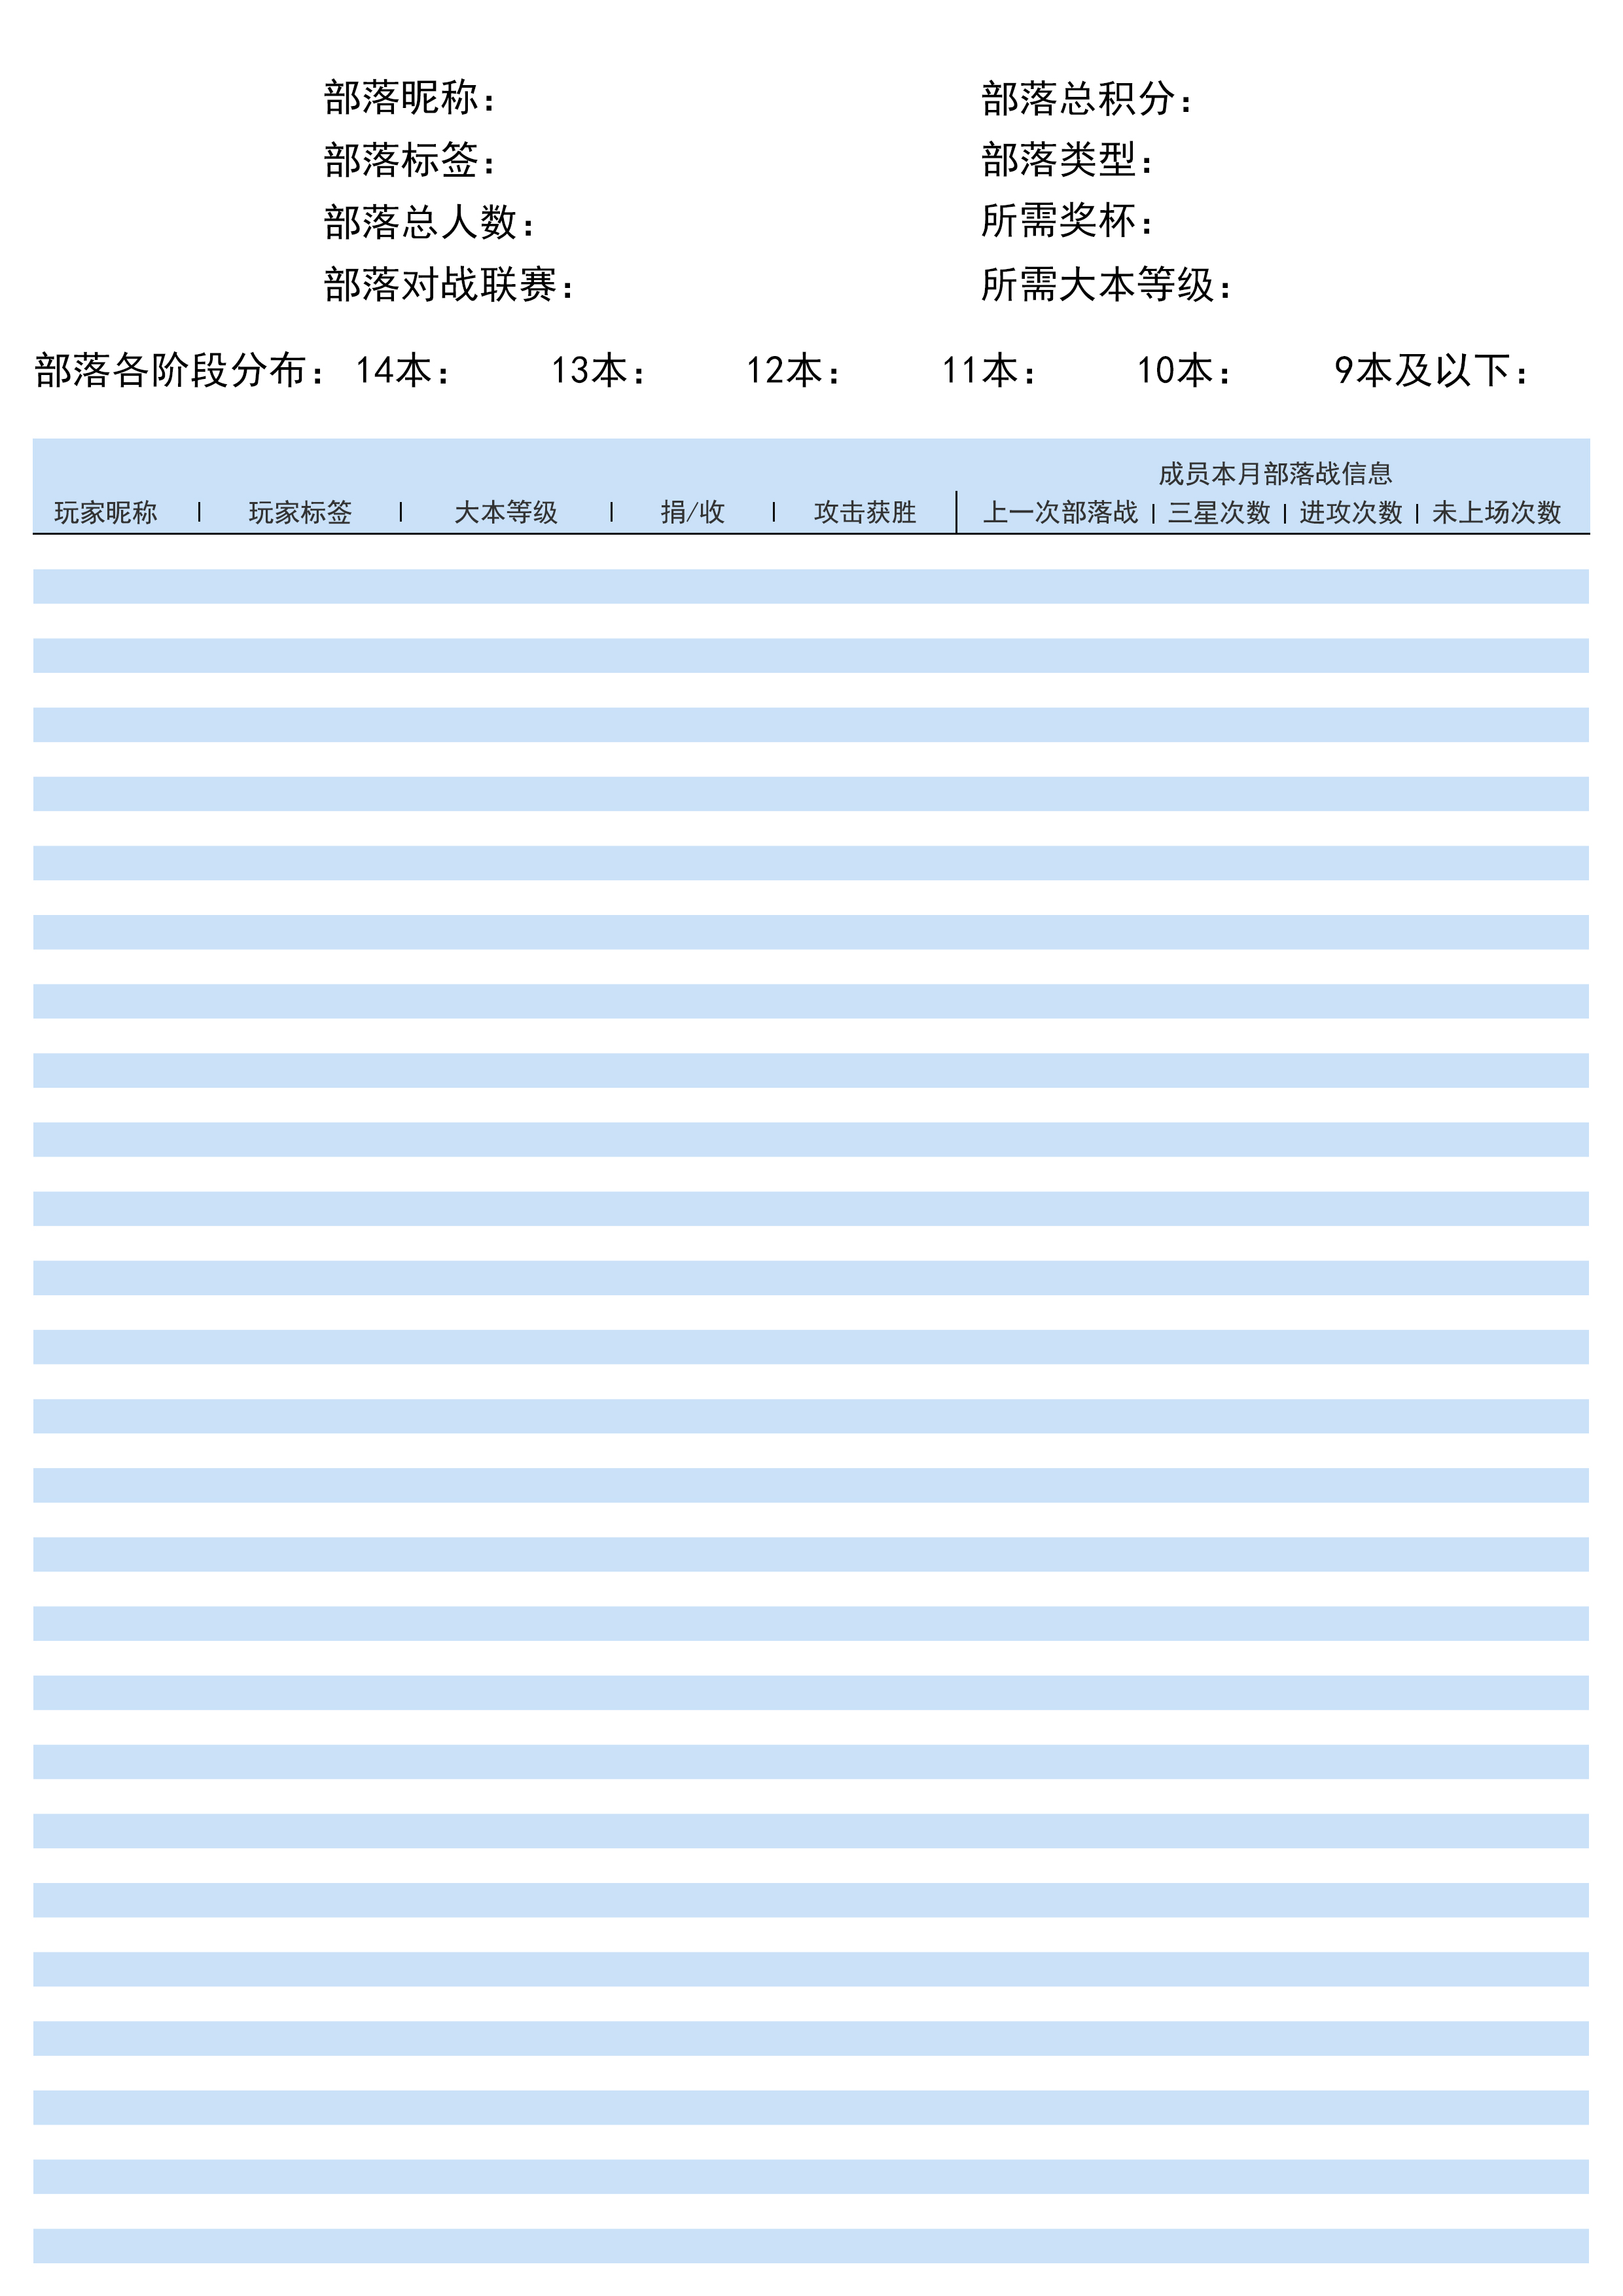 部落昵称： 部落总积分：
部落标签： 部落类型：
部落总人数： 所需奖杯：
部落对战联赛： 所需大本等级：
部落各阶段分布： 14本： 13本： 12本： 11本： 10本： 9本及以下：
成员本月部落战信息
玩家昵称 | 玩家标签 | 大本等级 | 捐/收 | 攻击获胜 | 上一次部落战 | 三星次数 | 进攻次数 | 未上场次数